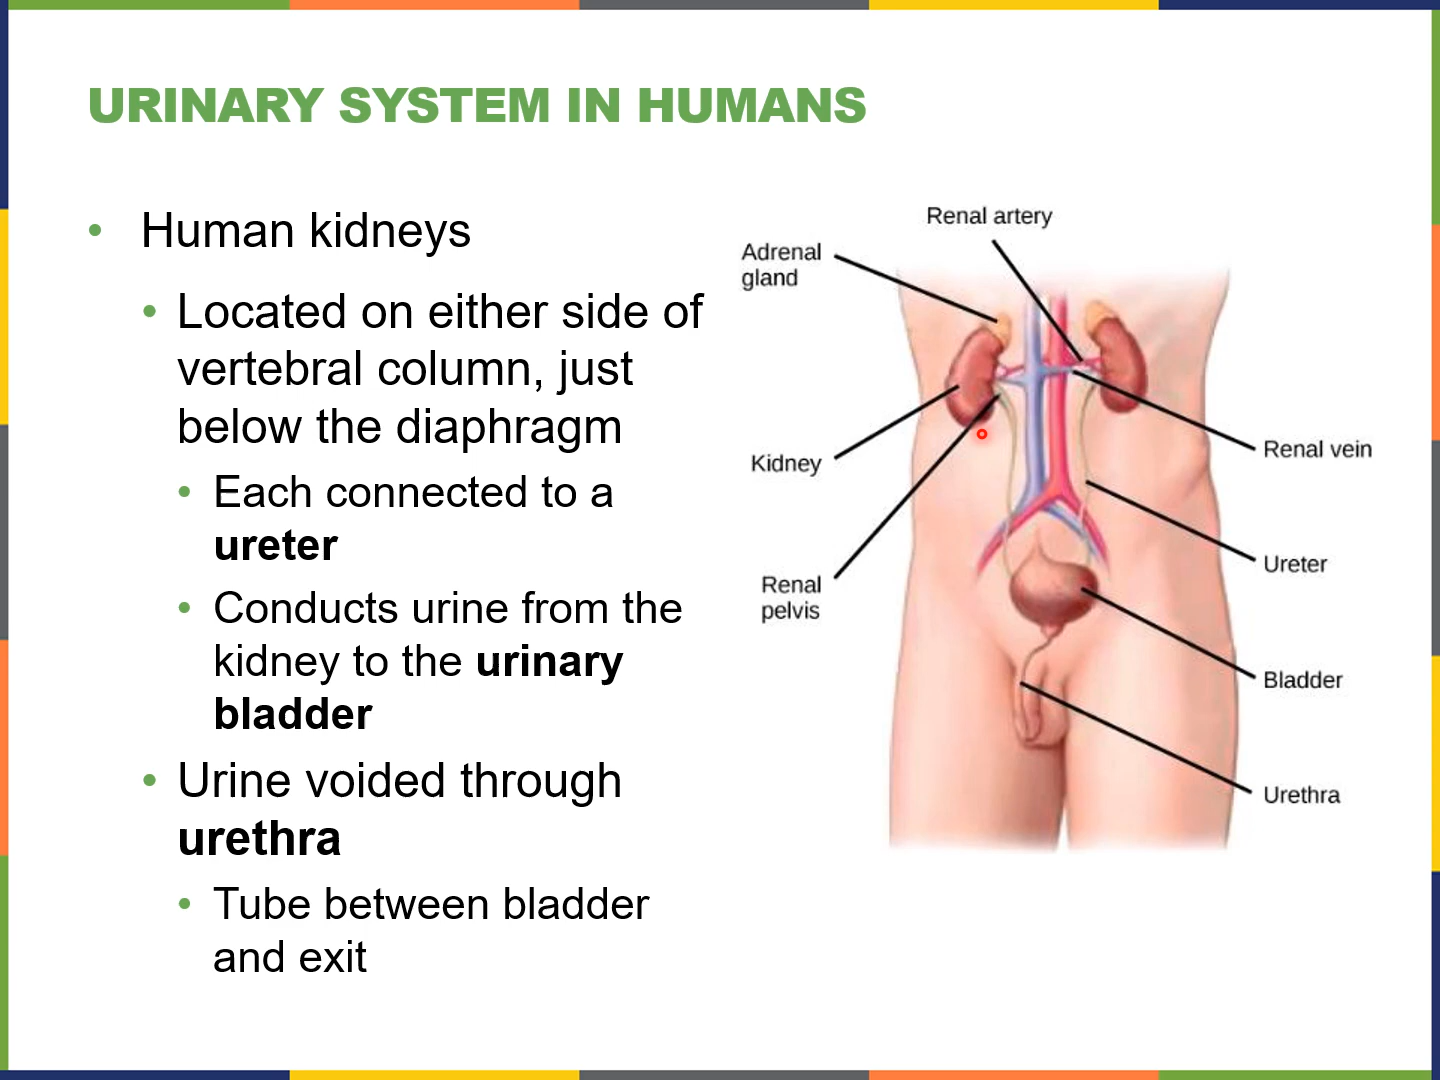 URINARY SYSTEM IN HUMANS
• Human kidneys
• Located on either side of
vertebral column, just
below the diaphragm
• Each connected to a
ureter
• Conducts urine from the
kidney to the urinary
bladder
• Urine voided through
urethra
• Tube between bladder
and exit
Renal artery
Adrenal
gland
Kidney
Renal
pelvis
Renal vein
Ureter
Bladder
Urethra